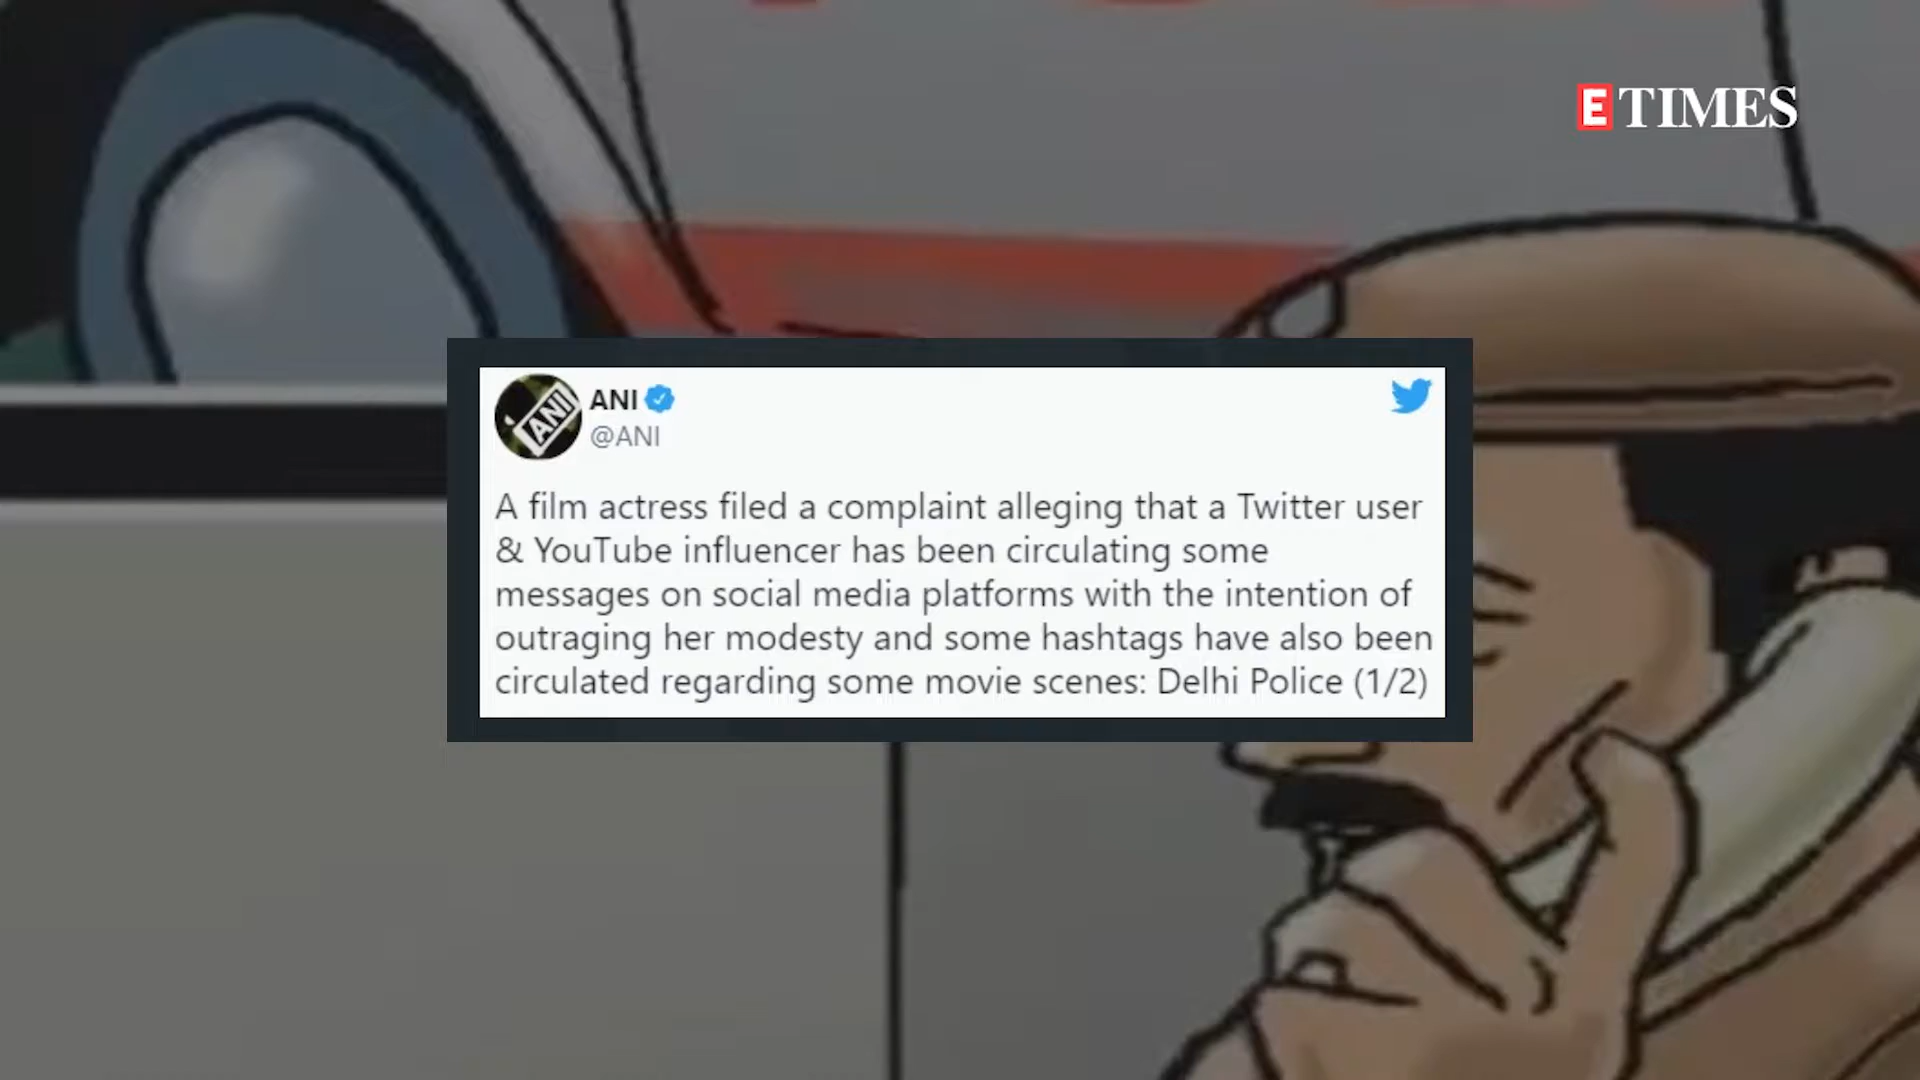 ETIMES
ANI
ANI
@ANI
A film actress filed a complaint alleging that a Twitter user
& YouTube influencer has been circulating some
messages on social media platforms with the intention of
outraging her modesty and some hashtags have also been
circulated regarding some movie scenes: Delhi Police (1/2)